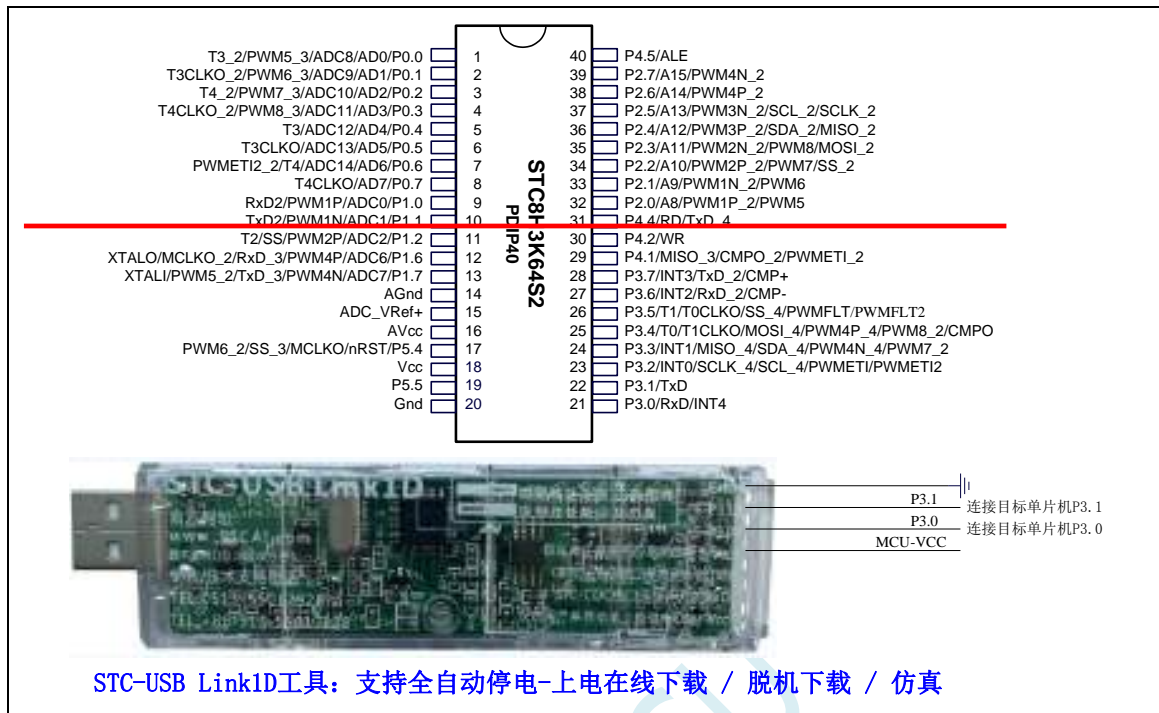 T3_2/PWM5_3/ADC8/AD0/P0.0 1 40 P4.5/ALE
T3CLKO_2/PWM6_3/ADC9/AD1/P0.1 2 39 P2.7/A15/PWM4N_2
T4_2/PWM7_3/ADC10/AD2/P0.2 3 38 P2.6/A14/PWM4P_2
T4CLKO_2/PWM8_3/ADC11/AD3/P0.3 4 37 P2.5/A13/PWM3N_2/SCL_2/SCLK_2
T3/ADC12/AD4/P0.4 5 36 P2.4/A12/PWM3P_2/SDA_2/MISO_2
T3CLKO/ADC13/AD5/P0.5 6 35 P2.3/A11/PWM2N_2/PWM8/MOSI_2
PWMETI2_2/T4/ADC14/AD6/P0.6 7 34 P2.2/A10/PWM2P_2/PWM7/SS_2
T4CLKO/AD7/P0.7 8 33 P2.1/A9/PWM1N_2/PWM6
RxD2/PWM1P/ADC0/P1.0 9 32 P2.0/A8/PWM1P_2/PWM5
TxD2/PWM1N/ADC1/P1.1 10 31 P4.4/RD/TxD_4
T2/SS/PWM2P/ADC2/P1.2 11 30 P4.2/WR
XTALO/MCLKO_2/RxD_3/PWM4P/ADC6/P1.6 12 29 P4.1/MISO_3/CMPO_2/PWMETI_2
XTALI/PWM5_2/TxD_3/PWM4N/ADC7/P1.7 13 28 P3.7/INT3/TxD_2/CMP+
AGnd 14 27 P3.6/INT2/RxD_2/CMP-
ADC_VRef+ 15 26 P3.5/T1/T0CLKO/SS_4/PWMFLT/PWMFLT2
AVcc 16 25 P3.4/T0/T1CLKO/MOSI_4/PWM4P_4/PWM8_2/CMPO
PWM6_2/SS_3/MCLKO/nRST/P5.4 17 24 P3.3/INT1/MISO_4/SDA_4/PWM4N_4/PWM7_2
Vcc 18 23 P3.2/INT0/SCLK_4/SCL_4/PWMETI/PWMETI2
P5.5 19 22 P3.1/TxD
Gnd 20 21 P3.0/RxD/INT4
STC8H3K64S2
PDIP40
STC-USB Link1D
P3.1 连接目标单片机P3.1
P3.0 连接目标单片机P3.0
MCU-VCC
STC-USB Link1D工具：支持全自动停电-上电在线下载 / 脱机下载 / 仿真